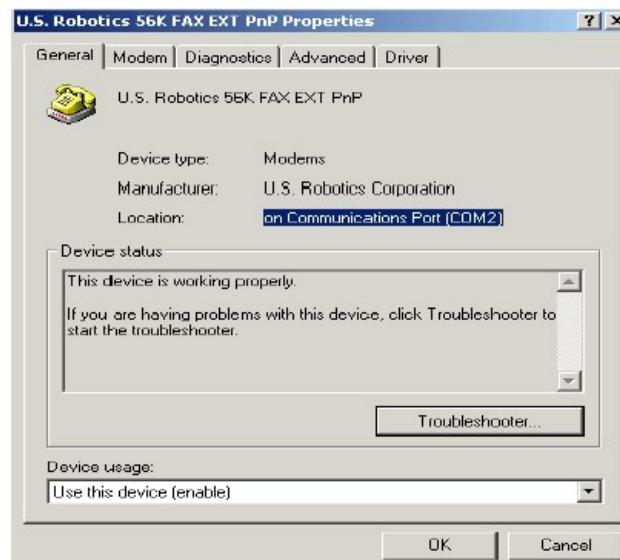 U.S. Robotics 56K FAX EXT PnP Properties
General Modem Diagnostics Advanced Driver
U.S. Robotics 56K FAX EXT PnP
Device type: Modems
Manufacturer: U.S. Robotics Corporation
Location: on Communications Port (COM2)
Device status
This device is working properly.
If you are having problems with this device, click Troubleshooter to
start the troubleshooter.
Troubleshooter...
Device usage:
Use this device (enable)
OK Cancel